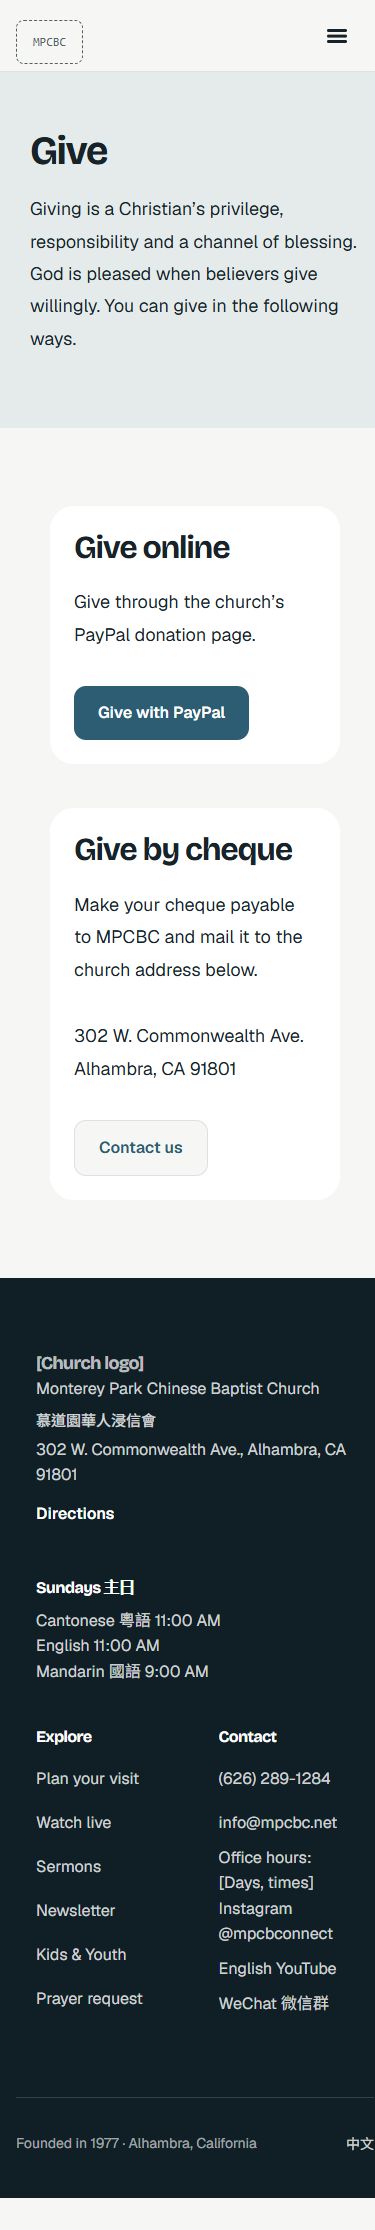 MPCBC
Give
Giving is a Christian’s privilege,
responsibility and a channel of blessing.
God is pleased when believers give
willingly. You can give in the following
ways.
Give online
Give through the church’s
PayPal donation page.
Give with PayPal
Give by cheque
Make your cheque payable
to MPCBC and mail it to the
church address below.
302 W. Commonwealth Ave.
Alhambra, CA 91801
Contact us
[Church logo]
Monterey Park Chinese Baptist Church
慕道園華人浸信會
302 W. Commonwealth Ave., Alhambra, CA
91801
Directions
Sundays 主日
Cantonese 粵語 11:00 AM
English 11:00 AM
Mandarin 國語 9:00 AM
Explore
Plan your visit
Watch live
Sermons
Newsletter
Kids & Youth
Prayer request
Contact
(626) 289-1284
info@mpcbc.net
Office hours:
[Days, times]
Instagram
@mpcbconnect
English YouTube
WeChat 微信群
Founded in 1977 · Alhambra, California
中文